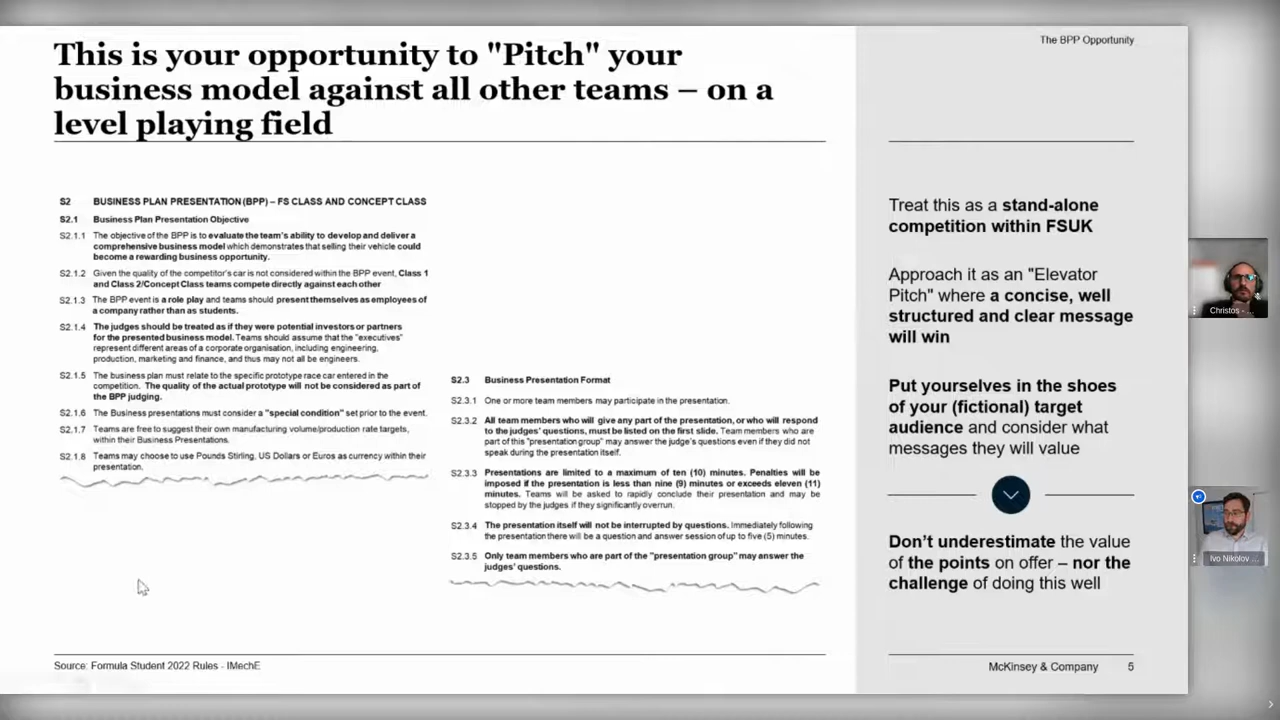 This is your opportunity to "Pitch" your
business model against all other teams – on a
level playing field
The BPP Opportunity
S2 BUSINESS PLAN PRESENTATION (BPP) – FS CLASS AND CONCEPT CLASS
S2.1 Business Plan Presentation Objective
S2.1.1 The objective of the BPP is to evaluate the team's ability to develop and deliver a
comprehensive business model which demonstrates that selling their vehicle could
become a rewarding business opportunity.
S2.1.2 Given the quality of the competitor's car is not considered within the BPP event, Class 1
and Class 2/Concept Class teams compete directly against each other
S2.1.3 The BPP event is a role play and teams should present themselves as employees of
a company rather than as students.
S2.1.4 The judges should be treated as if they were potential investors or partners
for the presented business model. Teams should assume that the "executives"
represent different areas of a corporate organisation, including engineering,
production, marketing and finance, and thus may not all be engineers.
S2.1.5 The business plan must relate to the specific prototype race car entered in the
competition. The quality of the actual prototype will not be considered as part of
the BPP judging.
S2.1.6 The Business presentations must consider a "special condition" set prior to the event.
S2.1.7 Teams are free to suggest their own manufacturing volume/production rate targets,
within their Business Presentations.
S2.1.8 Teams may choose to use Pounds Stirling, US Dollars or Euros as currency within their
presentation.
S2.3 Business Presentation Format
S2.3.1 One or more team members may participate in the presentation.
S2.3.2 All team members who will give any part of the presentation, or who will respond
to the judges' questions, must be listed on the first slide. Team members who are
part of this "presentation group" may answer the judge's questions even if they did not
speak during the presentation itself.
S2.3.3 Presentations are limited to a maximum of ten (10) minutes. Penalties will be
imposed if the presentation is less than nine (9) minutes or exceeds eleven (11)
minutes. Teams will be asked to rapidly conclude their presentation and may be
stopped by the judges if they significantly overrun.
S2.3.4 The presentation itself will not be interrupted by questions. Immediately following
the presentation there will be a question and answer session of up to five (5) minutes.
S2.3.5 Only team members who are part of the "presentation group" may answer the
judges' questions.
Treat this as a stand-alone
competition within FSUK
Approach it as an "Elevator
Pitch" where a concise, well
structured and clear message
will win
Put yourselves in the shoes
of your (fictional) target
audience and consider what
messages they will value
Don't underestimate the value
of the points on offer – nor the
challenge of doing this well
Source: Formula Student 2022 Rules - IMechE
McKinsey & Company 5
Christos - ...
Ivo Nikolov ...